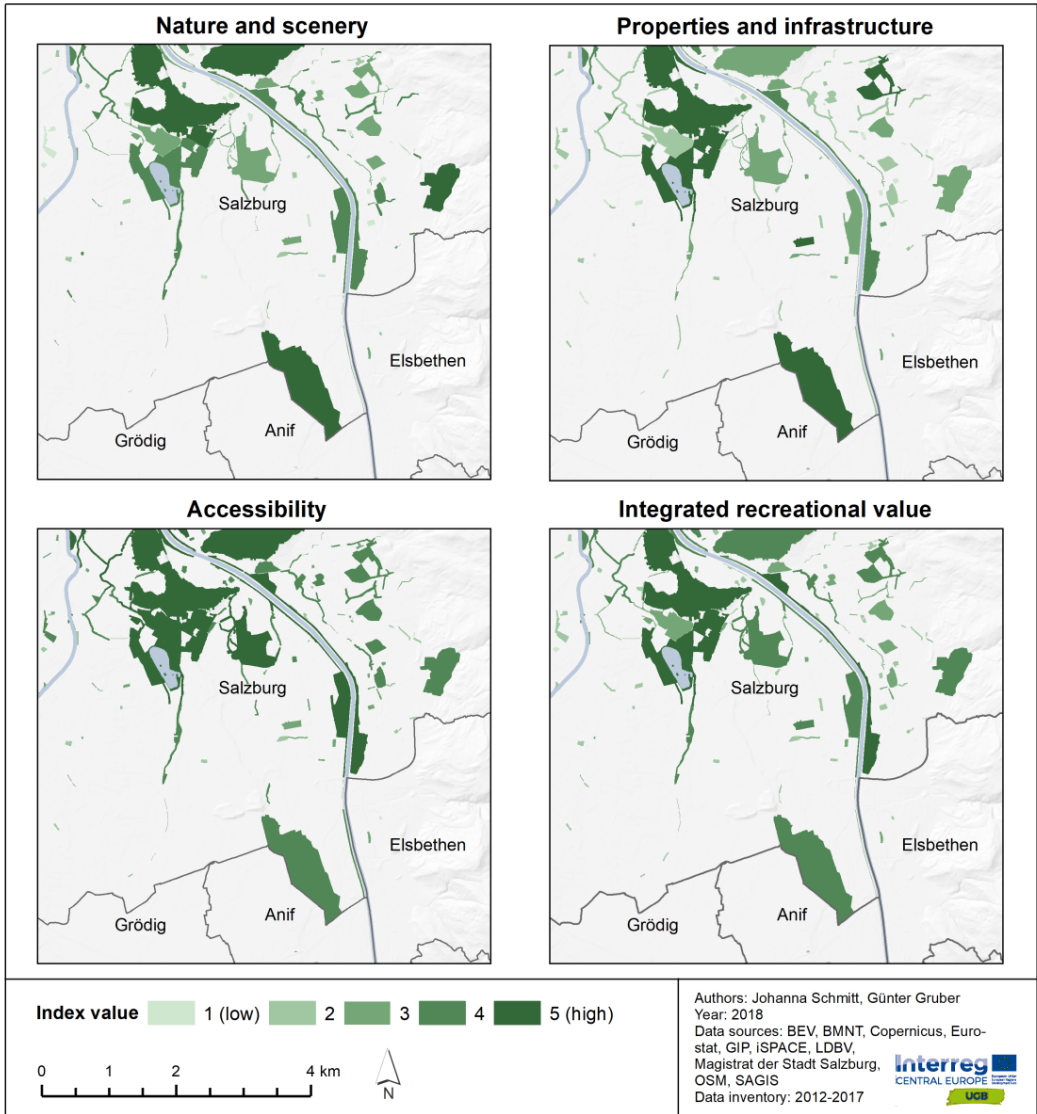 Nature and scenery
Properties and infrastructure
Salzburg
Elsbethen
Grödig
Anif
Salzburg
Elsbethen
Grödig
Anif
Accessibility
Integrated recreational value
Salzburg
Elsbethen
Grödig
Anif
Salzburg
Elsbethen
Grödig
Anif
Index value 1 (low) 2 3 4 5 (high)
0 1 2 4 km
N
Authors: Johanna Schmitt, Günter Gruber
Year: 2018
Data sources: BEV, BMNT, Copernicus, Euro-
stat, GIP, iSPACE, LDBV,
Magistrat der Stadt Salzburg,
OSM, SAGIS
Data inventory: 2012-2017
Interreg
CENTRAL EUROPE
UGB